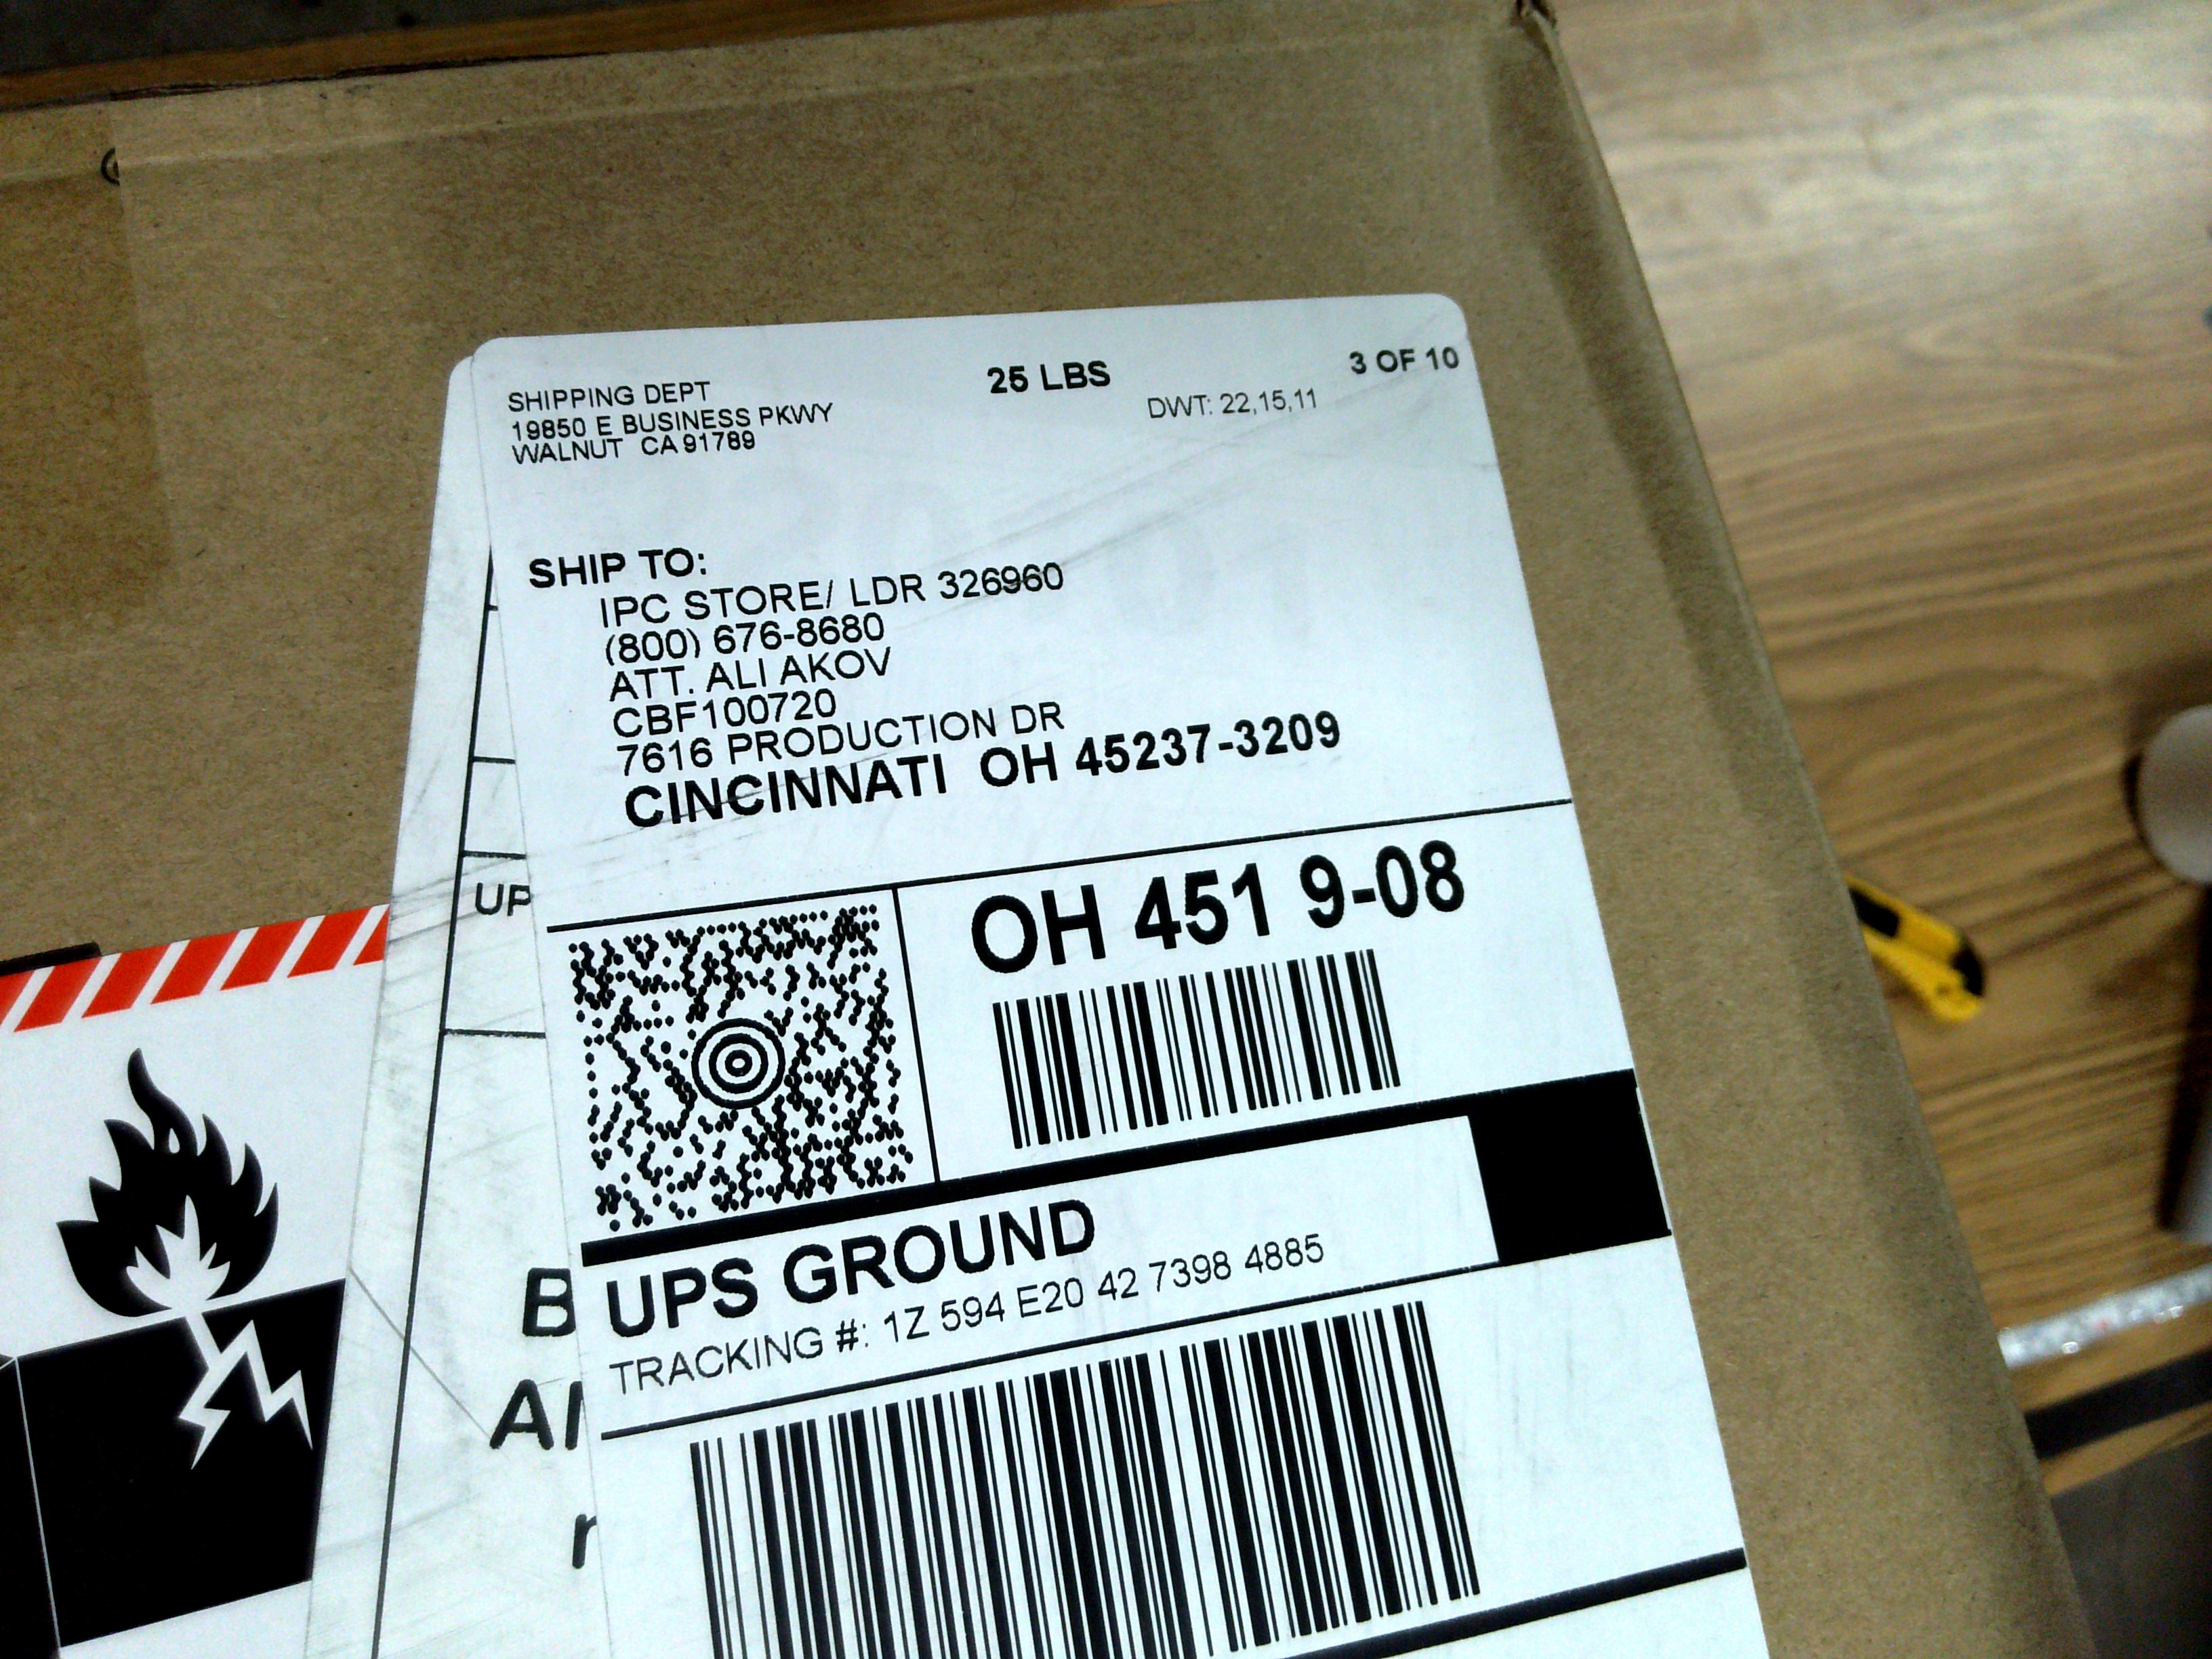 SHIPPING DEPT
19850 E BUSINESS PKWY
WALNUT CA 91789
25 LBS
3 OF 10
DWT: 22,15,11
SHIP TO:
IPC STORE/ LDR 326960
(800) 676-8680
ATT. ALI AKOV
CBF100720
7616 PRODUCTION DR
CINCINNATI OH 45237-3209
UP
OH 451 9-08
UPS GROUND
TRACKING #: 1Z 594 E20 42 7398 4885
B